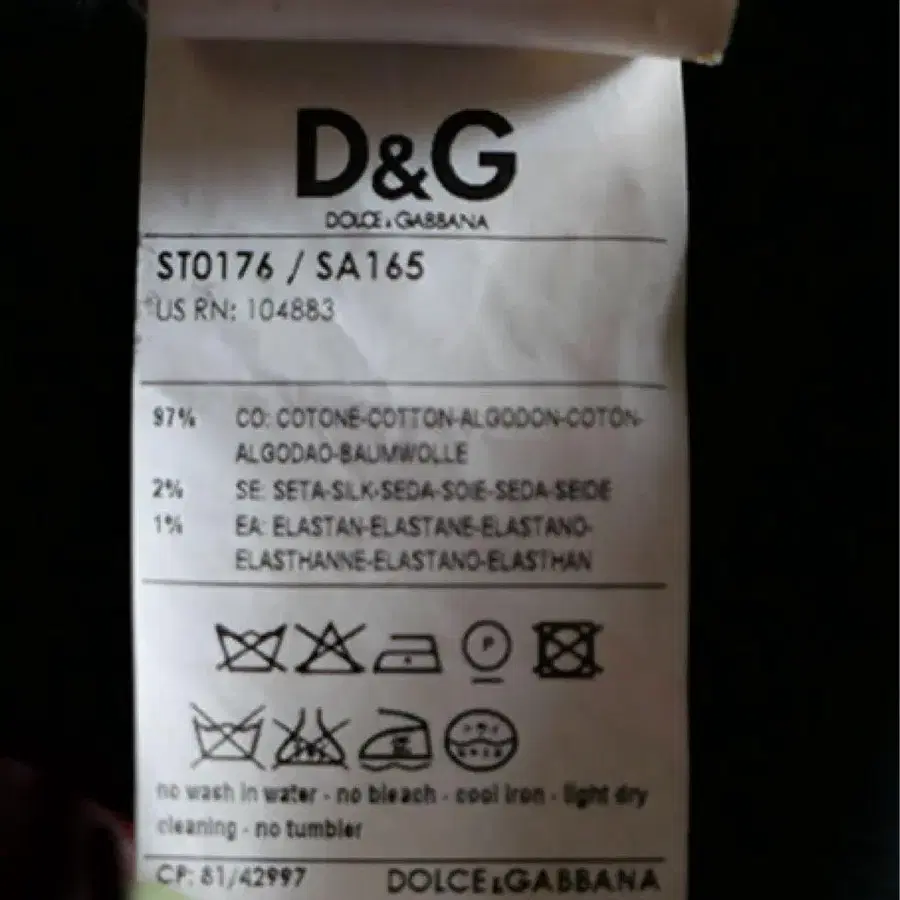 D&G
DOLCE & GABBANA
ST0176 / SA165
US RN: 104883
97% CO: COTONE-COTTON-ALGODON-COTON-
ALGODAO-BAUMWOLLE
2% SE: SETA-SILK-SEDA-SOIE-SEDA-SEIDE
1% EA: ELASTAN-ELASTANE-ELASTANO-
ELASTHANNE-ELASTANO-ELASTHAN
P
no wash in water - no bleach - cool iron - light dry
cleaning - no tumbler
CP: 81/42997 DOLCE & GABBANA